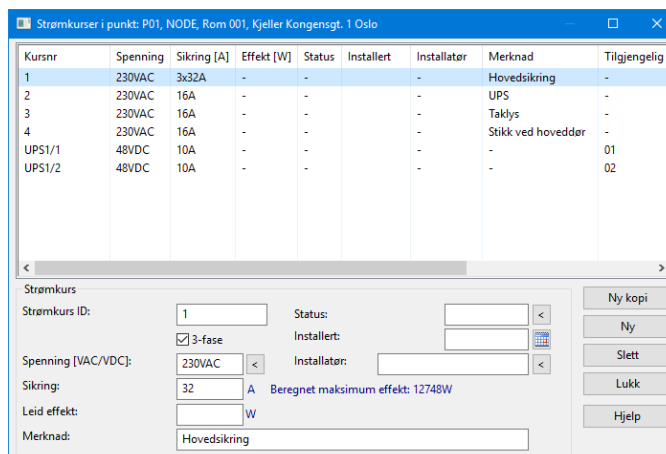 Strømkurser i punkt: P01, NODE, Rom 001, Kjeller Kongensgt. 1 Oslo
Kursnr Spenning Sikring [A] Effekt [W] Status Installert Installatør Merknad Tilgjengelig
1 230VAC 3x32A - - - Hovedsikring -
2 230VAC 16A - - - UPS -
3 230VAC 16A - - - Taklys -
4 230VAC 16A - - - Stikk ved hoveddør -
UPS1/1 48VDC 10A - - - - 01
UPS1/2 48VDC 10A - - - - 02
Strømkurs
Strømkurs ID: 1 Status: < Ny kopi
3-fase Installert: Ny
Spenning [VAC/VDC]: 230VAC < Installatør: < Slett
Sikring: 32 A Beregnet maksimum effekt: 12748W Lukk
Leid effekt: W Hjelp
Merknad: Hovedsikring